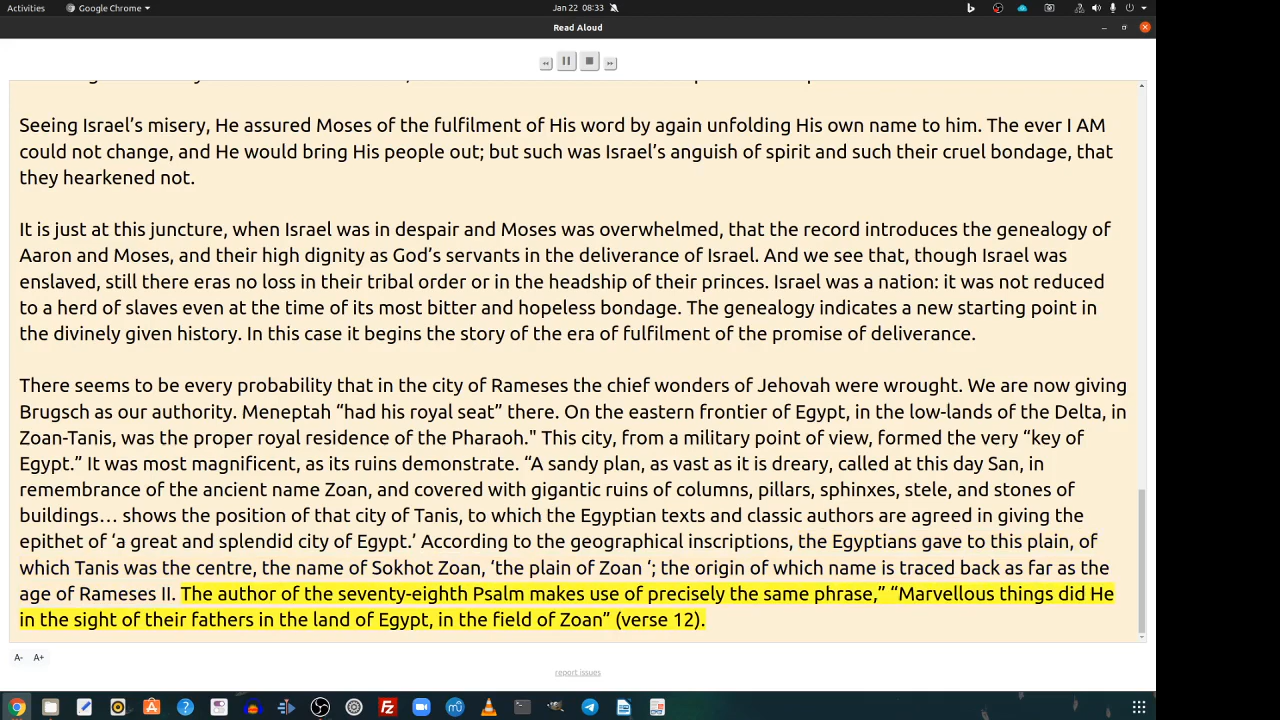 Activities
Google Chrome
Jan 22 08:33
Read Aloud
Seeing Israel’s misery, He assured Moses of the fulfilment of His word by again unfolding His own name to him. The ever I AM
could not change, and He would bring His people out; but such was Israel’s anguish of spirit and such their cruel bondage, that
they hearkened not.
It is just at this juncture, when Israel was in despair and Moses was overwhelmed, that the record introduces the genealogy of
Aaron and Moses, and their high dignity as God’s servants in the deliverance of Israel. And we see that, though Israel was
enslaved, still there eras no loss in their tribal order or in the headship of their princes. Israel was a nation: it was not reduced
to a herd of slaves even at the time of its most bitter and hopeless bondage. The genealogy indicates a new starting point in
the divinely given history. In this case it begins the story of the era of fulfilment of the promise of deliverance.
There seems to be every probability that in the city of Rameses the chief wonders of Jehovah were wrought. We are now giving
Brugsch as our authority. Meneptah “had his royal seat” there. On the eastern frontier of Egypt, in the low-lands of the Delta, in
Zoan-Tanis, was the proper royal residence of the Pharaoh." This city, from a military point of view, formed the very “key of
Egypt.” It was most magnificent, as its ruins demonstrate. “A sandy plan, as vast as it is dreary, called at this day San, in
remembrance of the ancient name Zoan, and covered with gigantic ruins of columns, pillars, sphinxes, stele, and stones of
buildings… shows the position of that city of Tanis, to which the Egyptian texts and classic authors are agreed in giving the
epithet of ‘a great and splendid city of Egypt.’ According to the geographical inscriptions, the Egyptians gave to this plain, of
which Tanis was the centre, the name of Sokhot Zoan, ‘the plain of Zoan ‘; the origin of which name is traced back as far as the
age of Rameses II. The author of the seventy-eighth Psalm makes use of precisely the same phrase,” “Marvellous things did He
in the sight of their fathers in the land of Egypt, in the field of Zoan” (verse 12).
A- A+
report issues